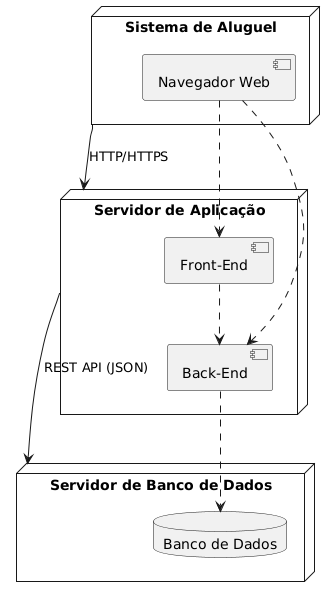 Sistema de Aluguel
Navegador Web
HTTP/HTTPS
Servidor de Aplicação
Front-End
Back-End
REST API (JSON)
Servidor de Banco de Dados
Banco de Dados